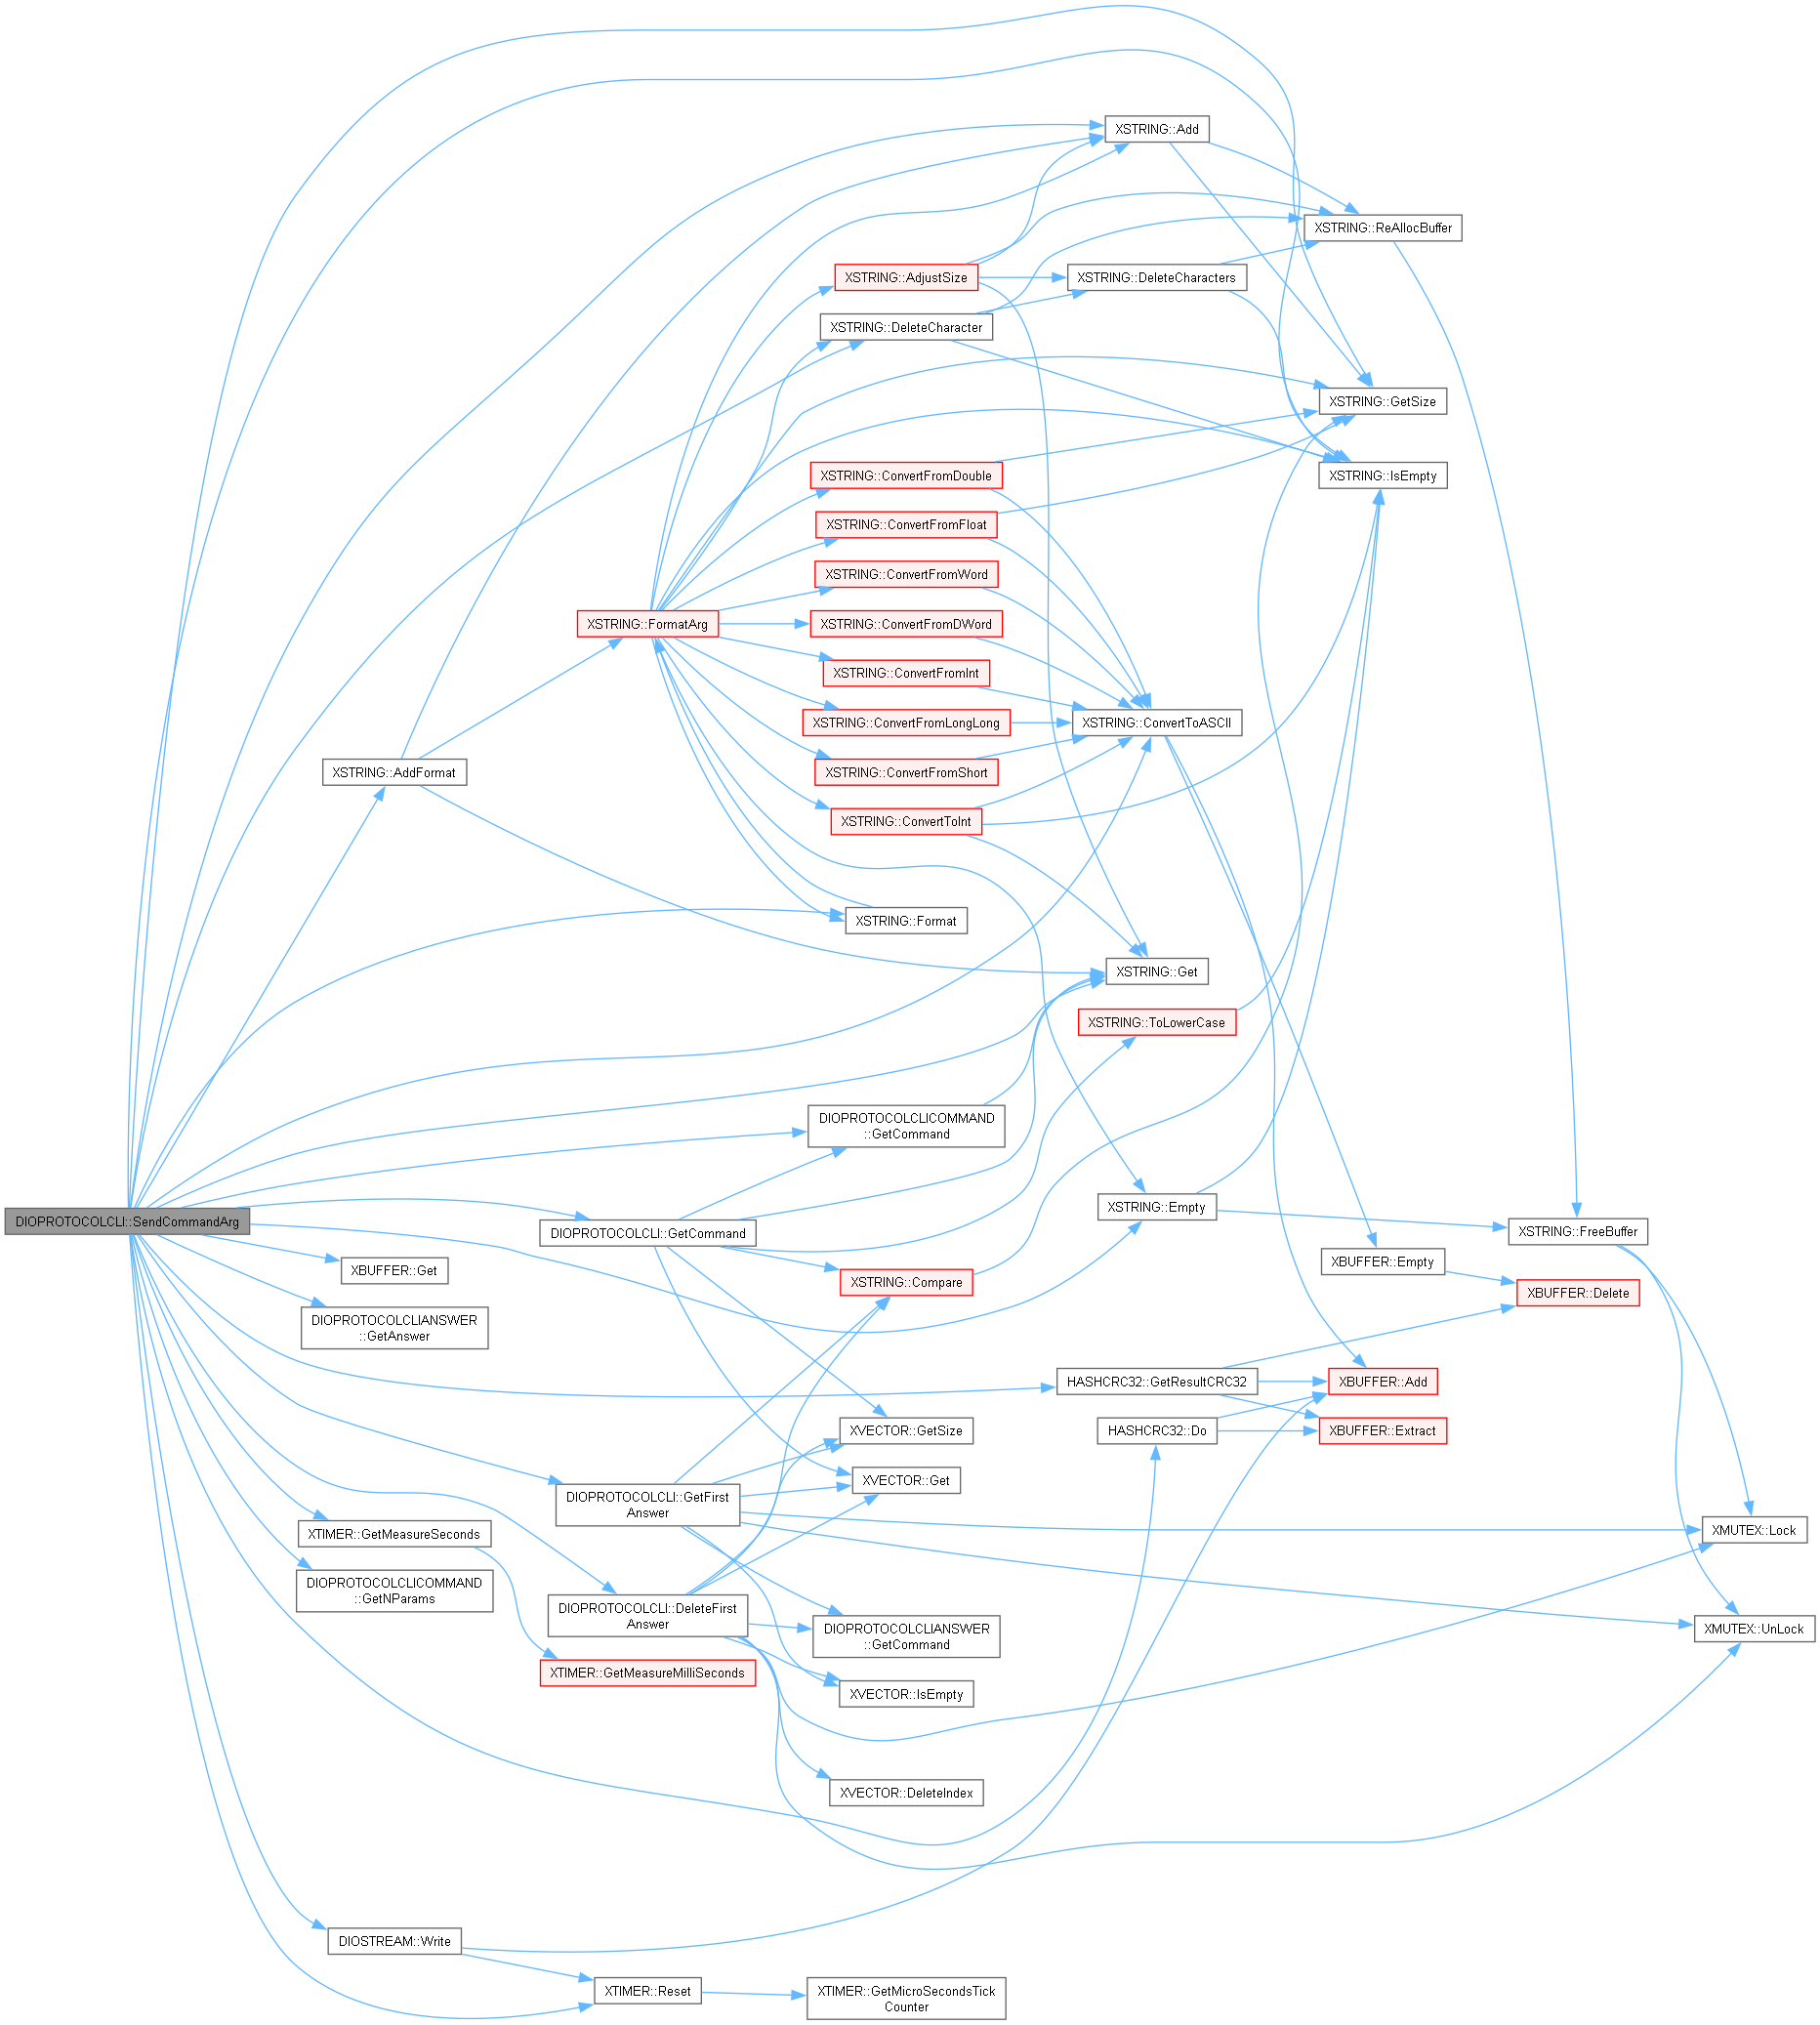 XSTRING::Add
XSTRING::ReAllocBuffer
XSTRING::AdjustSize
XSTRING::DeleteCharacters
XSTRING::DeleteCharacter
XSTRING::GetSize
XSTRING::ConvertFromDouble
XSTRING::IsEmpty
XSTRING::ConvertFromFloat
XSTRING::ConvertFromWord
XSTRING::FormatArg
XSTRING::ConvertFromDWord
XSTRING::ConvertFromInt
XSTRING::ConvertFromLongLong
XSTRING::ConvertToASCII
XSTRING::AddFormat
XSTRING::ConvertFromShort
XSTRING::ConvertToInt
XSTRING::Format
XSTRING::Get
XSTRING::ToLowerCase
DIOPROTOCOLCLICOMMAND
::GetCommand
XSTRING::Empty
DIOPROTOCOLCLI::SendCommandArg
DIOPROTOCOLCLI::GetCommand
XSTRING::FreeBuffer
XBUFFER::Get
XBUFFER::Empty
XSTRING::Compare
XBUFFER::Delete
DIOPROTOCOLCLIANSWER
::GetAnswer
HASHCRC32::GetResultCRC32
XBUFFER::Add
XVECTOR::GetSize
HASHCRC32::Do
XBUFFER::Extract
XVECTOR::Get
DIOPROTOCOLCLI::GetFirst
Answer
XTIMER::GetMeasureSeconds
XMUTEX::Lock
DIOPROTOCOLCLICOMMAND
::GetNParams
DIOPROTOCOLCLI::DeleteFirst
Answer
DIOPROTOCOLCLIANSWER
::GetCommand
XMUTEX::UnLock
XTIMER::GetMeasureMilliSeconds
XVECTOR::IsEmpty
XVECTOR::DeleteIndex
DIOSTREAM::Write
XTIMER::Reset
XTIMER::GetMicroSecondsTick
Counter